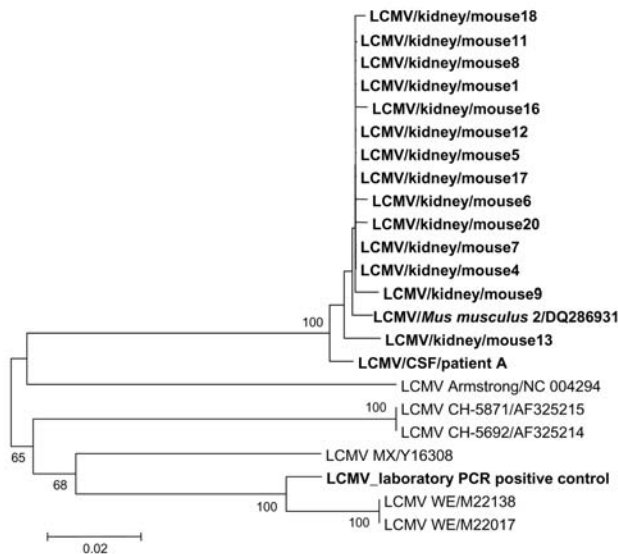 LCMV/kidney/mouse18
LCMV/kidney/mouse11
LCMV/kidney/mouse8
LCMV/kidney/mouse1
LCMV/kidney/mouse16
LCMV/kidney/mouse12
LCMV/kidney/mouse5
LCMV/kidney/mouse17
LCMV/kidney/mouse6
LCMV/kidney/mouse20
LCMV/kidney/mouse7
LCMV/kidney/mouse4
LCMV/kidney/mouse9
LCMV/Mus musculus 2/DQ286931
100
LCMV/kidney/mouse13
LCMV/CSF/patient A
LCMV Armstrong/NC 004294
100
LCMV CH-5871/AF325215
LCMV CH-5692/AF325214
65
LCMV MX/Y16308
68
LCMV_laboratory PCR positive control
100
LCMV WE/M22138
100
LCMV WE/M22017
0.02